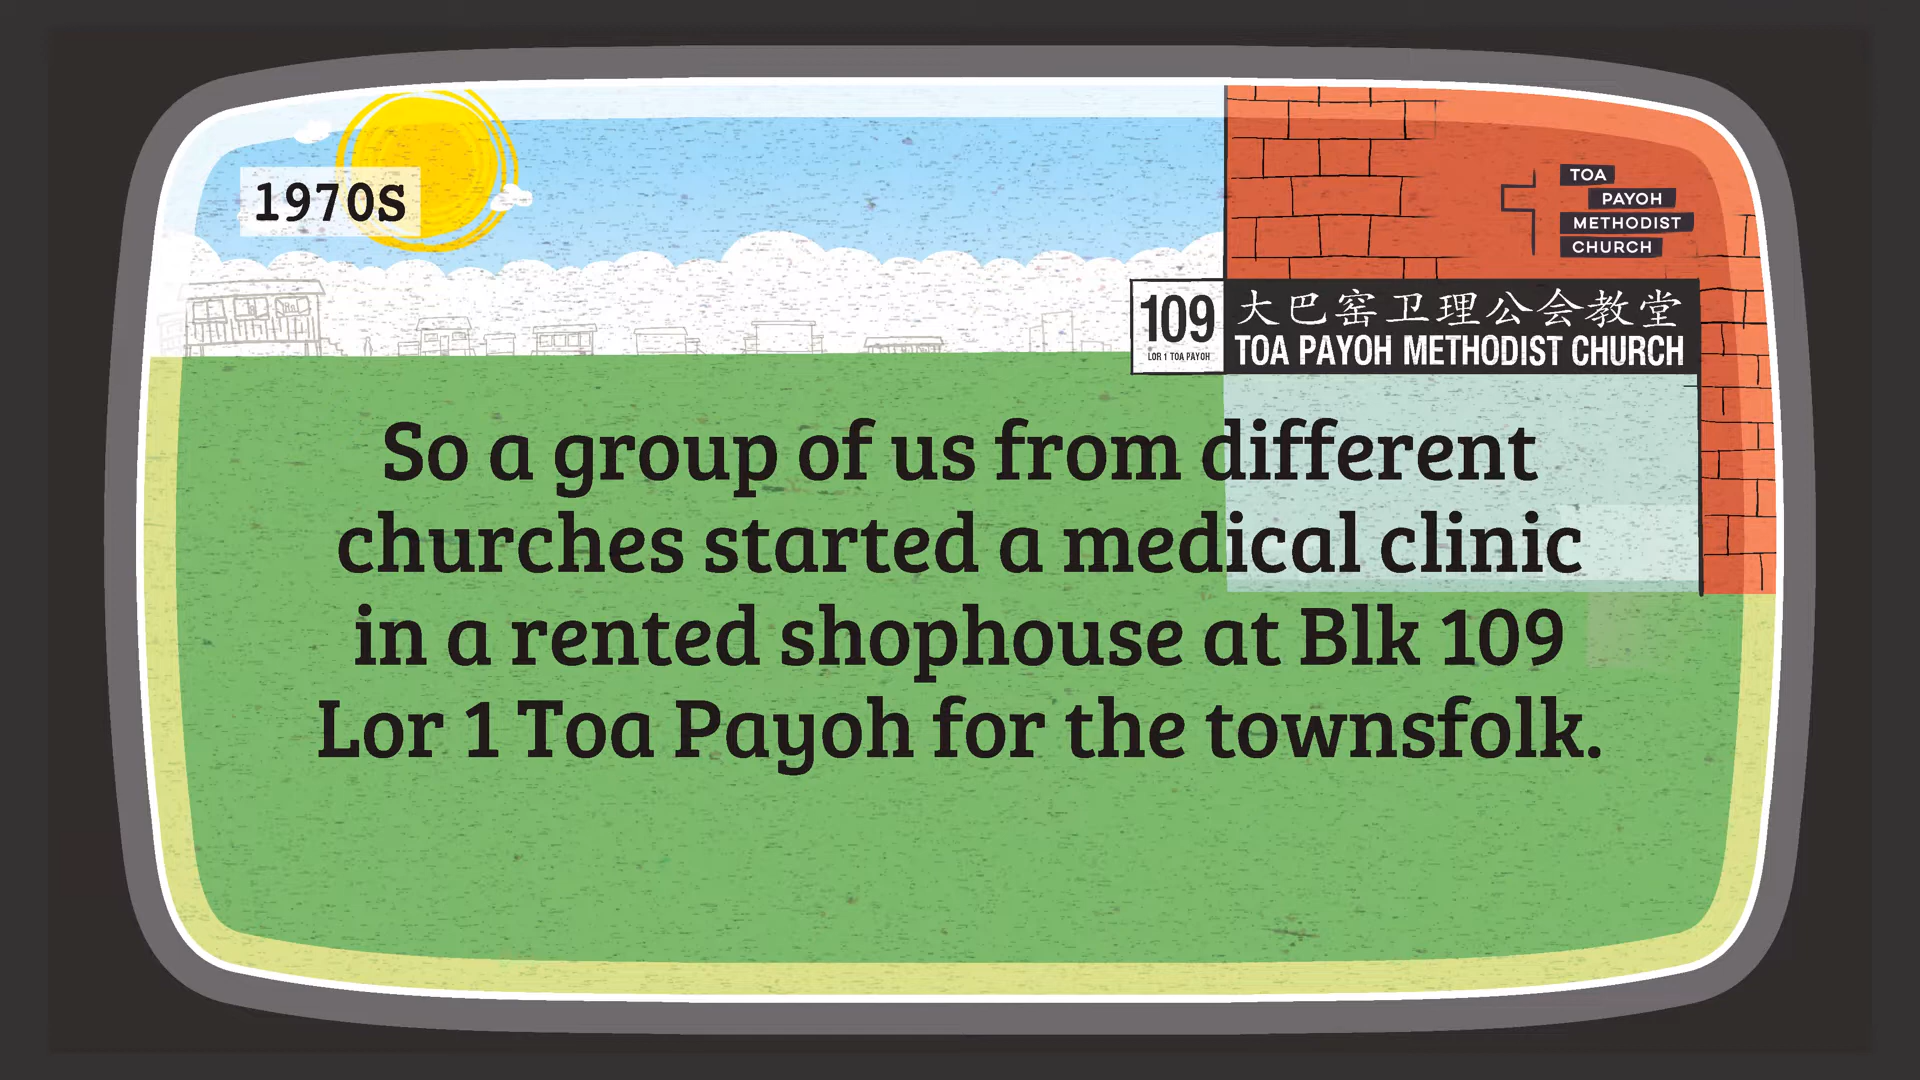 1970S
TOA
PAYOH
METHODIST
CHURCH
109
LOR 1 TOA PAYOH
大巴窑卫理公会教堂
TOA PAYOH METHODIST CHURCH
So a group of us from different
churches started a medical clinic
in a rented shophouse at Blk 109
Lor 1 Toa Payoh for the townsfolk.